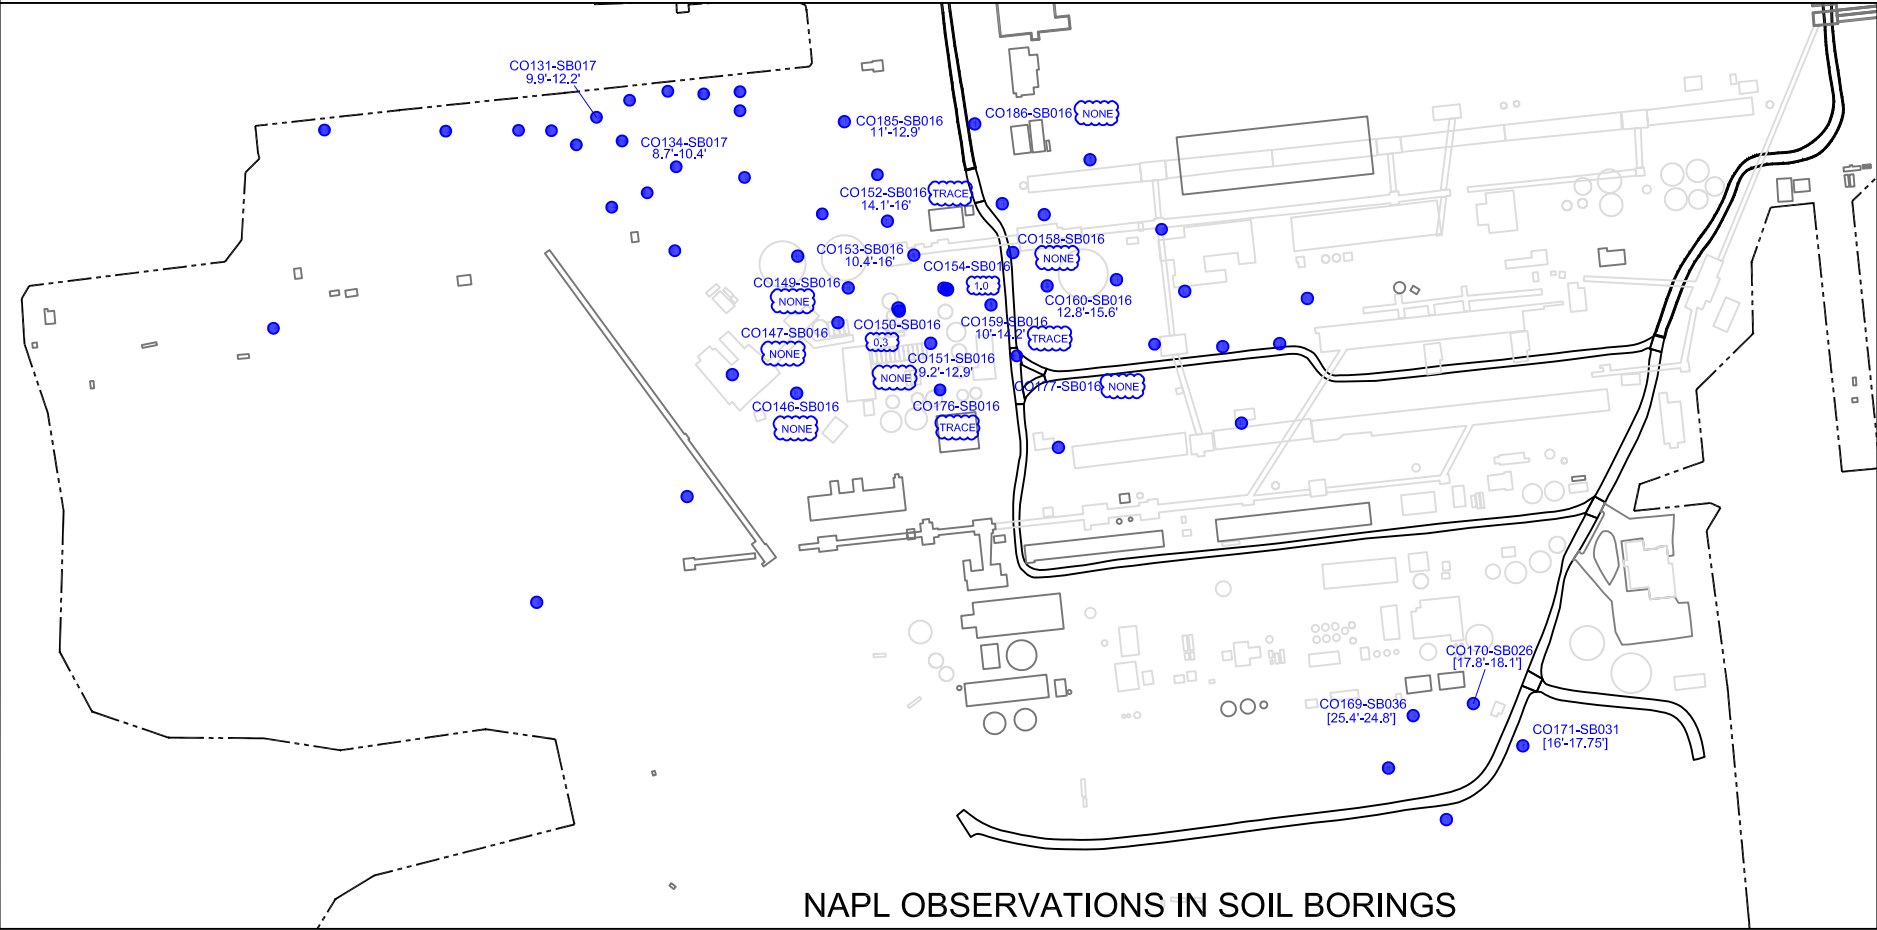 CO131-SB017
9.9'-12.2'
CO134-SB017
8.7'-10.4'
CO185-SB016
11'-12.9'
CO186-SB016
NONE
CO152-SB016
14.1'-16'
TRACE
CO153-SB016
10.4'-16'
CO158-SB016
NONE
CO154-SB016
1.0
CO149-SB016
NONE
CO160-SB016
12.8'-15.6'
CO159-SB016
10'-14.2'
TRACE
CO147-SB016
NONE
CO150-SB016
0.3
CO151-SB016
9.2'-12.9'
NONE
CO177-SB016
NONE
CO146-SB016
NONE
CO176-SB016
TRACE
CO170-SB026
[17.8'-18.1']
CO169-SB036
[25.4'-24.8']
CO171-SB031
[16'-17.75']
NAPL OBSERVATIONS IN SOIL BORINGS